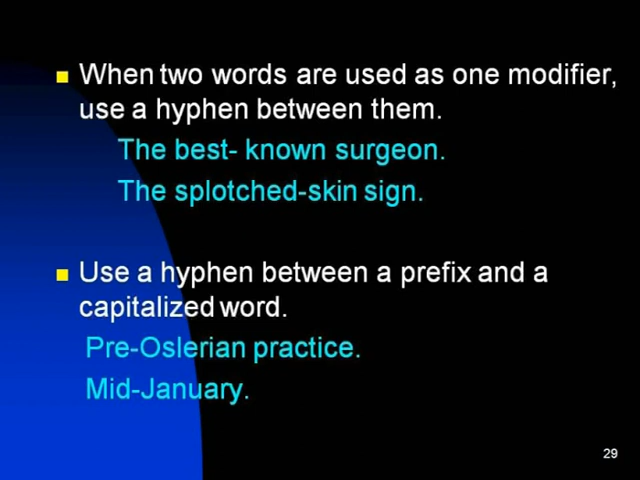 When two words are used as one modifier,
use a hyphen between them.
The best- known surgeon.
The splotched-skin sign.
Use a hyphen between a prefix and a
capitalized word.
Pre-Oslerian practice.
Mid-January.
29